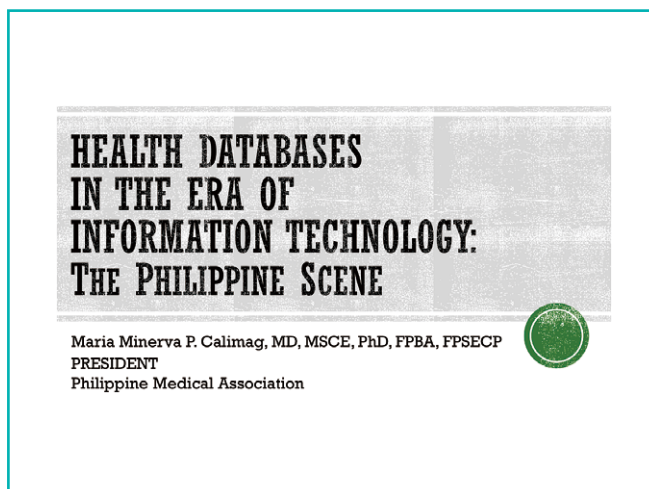 HEALTH DATABASES
IN THE ERA OF
INFORMATION TECHNOLOGY:
THE PHILIPPINE SCENE
Maria Minerva P. Calimag, MD, MSCE, PhD, FPBA, FPSECP
PRESIDENT
Philippine Medical Association